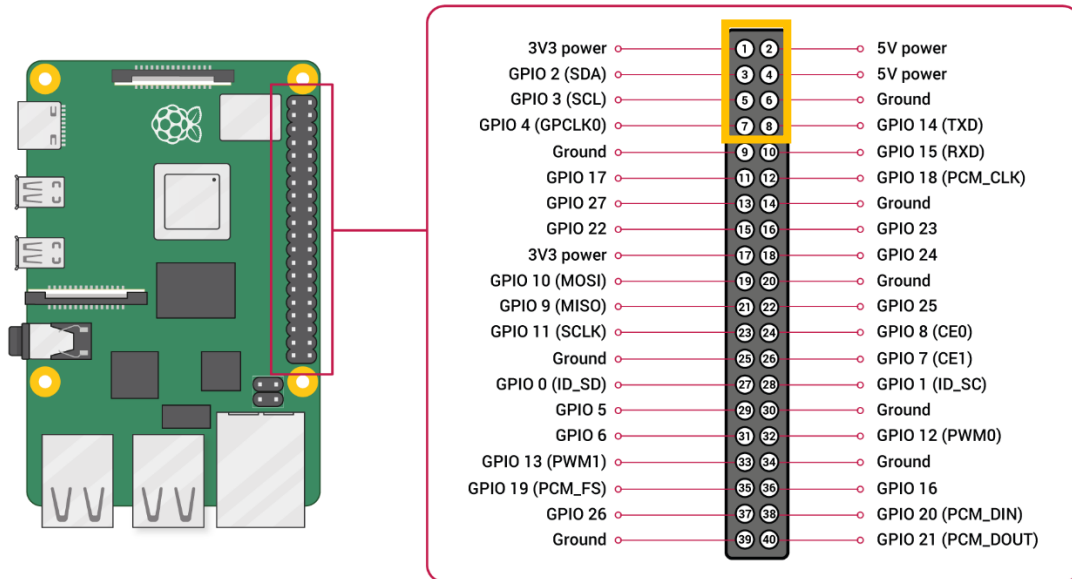 3V3 power 1 2 5V power
GPIO 2 (SDA) 3 4 5V power
GPIO 3 (SCL) 5 6 Ground
GPIO 4 (GPCLK0) 7 8 GPIO 14 (TXD)
Ground 9 10 GPIO 15 (RXD)
GPIO 17 11 12 GPIO 18 (PCM_CLK)
GPIO 27 13 14 Ground
GPIO 22 15 16 GPIO 23
3V3 power 17 18 GPIO 24
GPIO 10 (MOSI) 19 20 Ground
GPIO 9 (MISO) 21 22 GPIO 25
GPIO 11 (SCLK) 23 24 GPIO 8 (CE0)
Ground 25 26 GPIO 7 (CE1)
GPIO 0 (ID_SD) 27 28 GPIO 1 (ID_SC)
GPIO 5 29 30 Ground
GPIO 6 31 32 GPIO 12 (PWM0)
GPIO 13 (PWM1) 33 34 Ground
GPIO 19 (PCM_FS) 35 36 GPIO 16
GPIO 26 37 38 GPIO 20 (PCM_DIN)
Ground 39 40 GPIO 21 (PCM_DOUT)